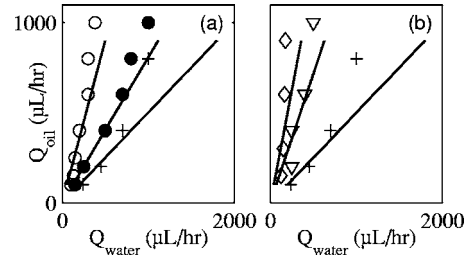 1000
(a)
(b)
Q_oil (µL/hr)
0
0
2000
0
2000
Q_water (µL/hr)
Q_water (µL/hr)